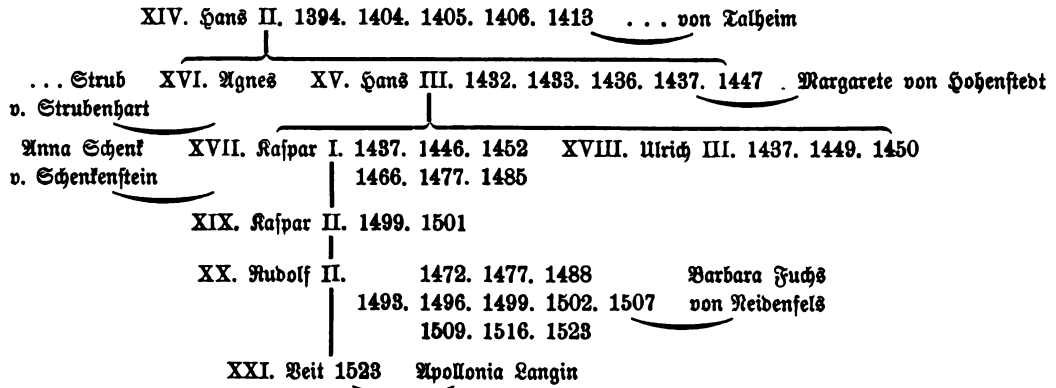 XIV. Hans II. 1394. 1404. 1405. 1406. 1413 ... von Talheim
... Strub XVI. Agnes XV. Hans III. 1432. 1433. 1436. 1437. 1447 . Margarete von Hohenstedt
v. Strubenhart
Anna Schenk XVII. Kaspar I. 1437. 1446. 1452 XVIII. Ulrich III. 1437. 1449. 1450
v. Schenkenstein 1466. 1477. 1485
XIX. Kaspar II. 1499. 1501
XX. Rudolf II. 1472. 1477. 1488 Barbara Fuchs
1493. 1496. 1499. 1502. 1507 von Neidenfels
1509. 1516. 1523
XXI. Veit 1523 Apollonia Langin